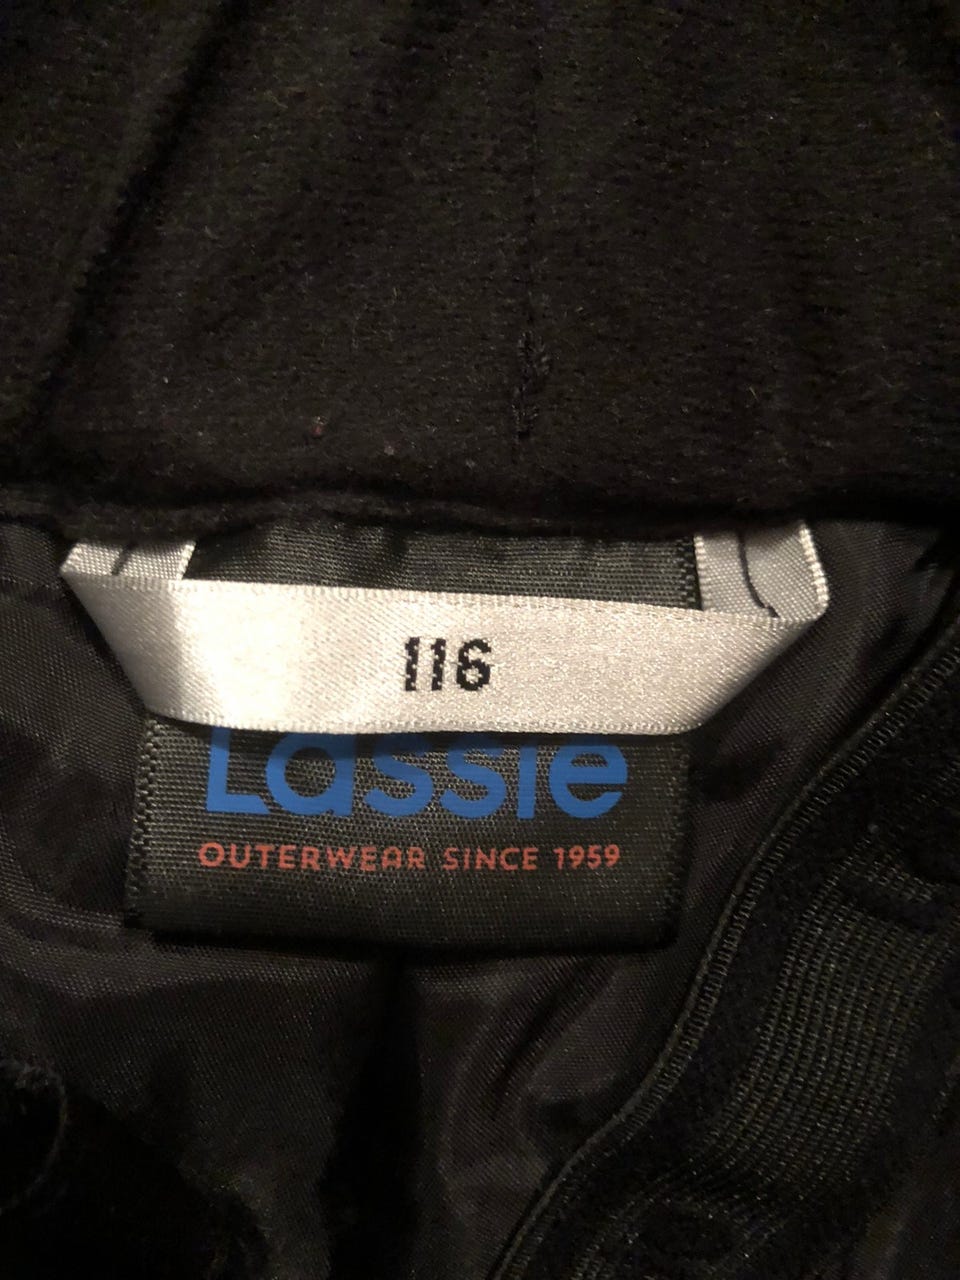 116
Lassie
OUTERWEAR SINCE 1959